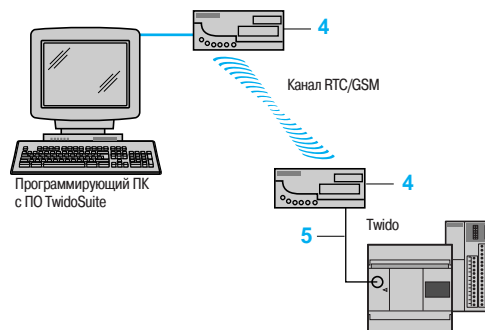 4
Канал RTC/GSM
Программирующий ПК
с ПО TwidoSuite
4
5
Twido